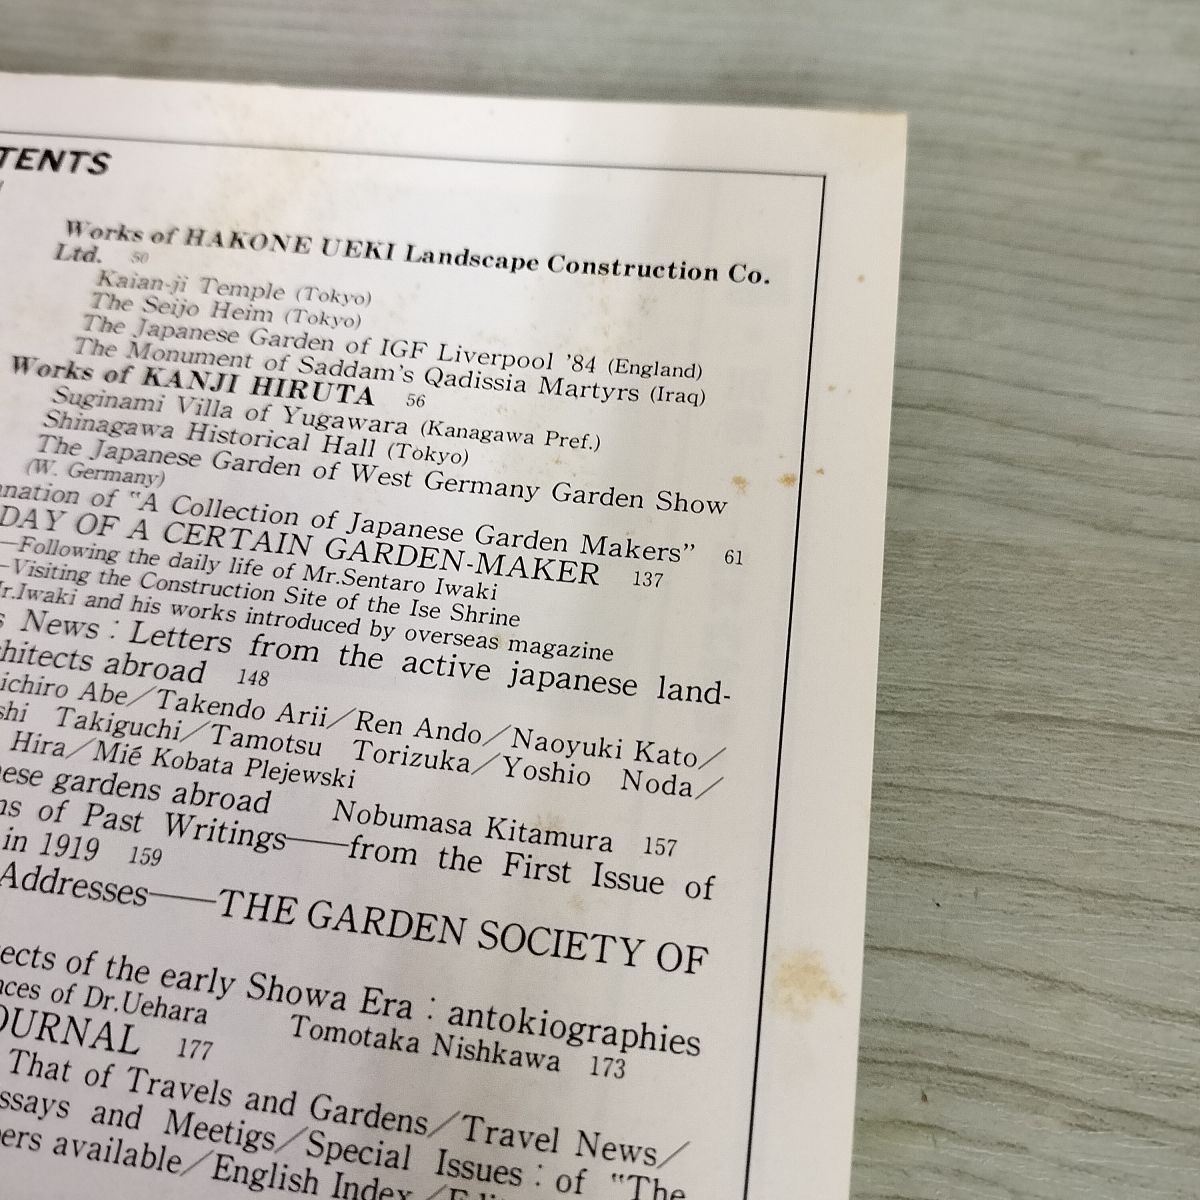 TENTS
Works of HAKONE UEKI Landscape Construction Co.
Ltd. 50
Kaian-ji Temple (Tokyo)
The Seijo Heim (Tokyo)
The Japanese Garden of IGF Liverpool '84 (England)
The Monument of Saddam's Qadissia Martyrs (Iraq)
Works of KANJI HIRUTA 56
Suginami Villa of Yugawara (Kanagawa Pref.)
Shinagawa Historical Hall (Tokyo)
The Japanese Garden of West Germany Garden Show
(W. Germany)
nation of "A Collection of Japanese Garden Makers" 61
DAY OF A CERTAIN GARDEN-MAKER 137
—Following the daily life of Mr.Sentaro Iwaki
—Visiting the Construction Site of the Ise Shrine
Mr.Iwaki and his works introduced by overseas magazine
s News : Letters from the active japanese land-
hitects abroad 148
ichiro Abe／Takendo Arii／Ren Ando／Naoyuki Kato／
shi Takiguchi／Tamotsu Torizuka／Yoshio Noda／
Hira／Mié Kobata Plejewski
ese gardens abroad Nobumasa Kitamura 157
ns of Past Writings——from the First Issue of
in 1919 159
Addresses——THE GARDEN SOCIETY OF
ects of the early Showa Era : antokiographies
nces of Dr.Uehara Tomotaka Nishkawa 173
OURNAL 177
That of Travels and Gardens／Travel News／
ssays and Meetigs／Special Issues : of "The
ers available／English Index／Edi